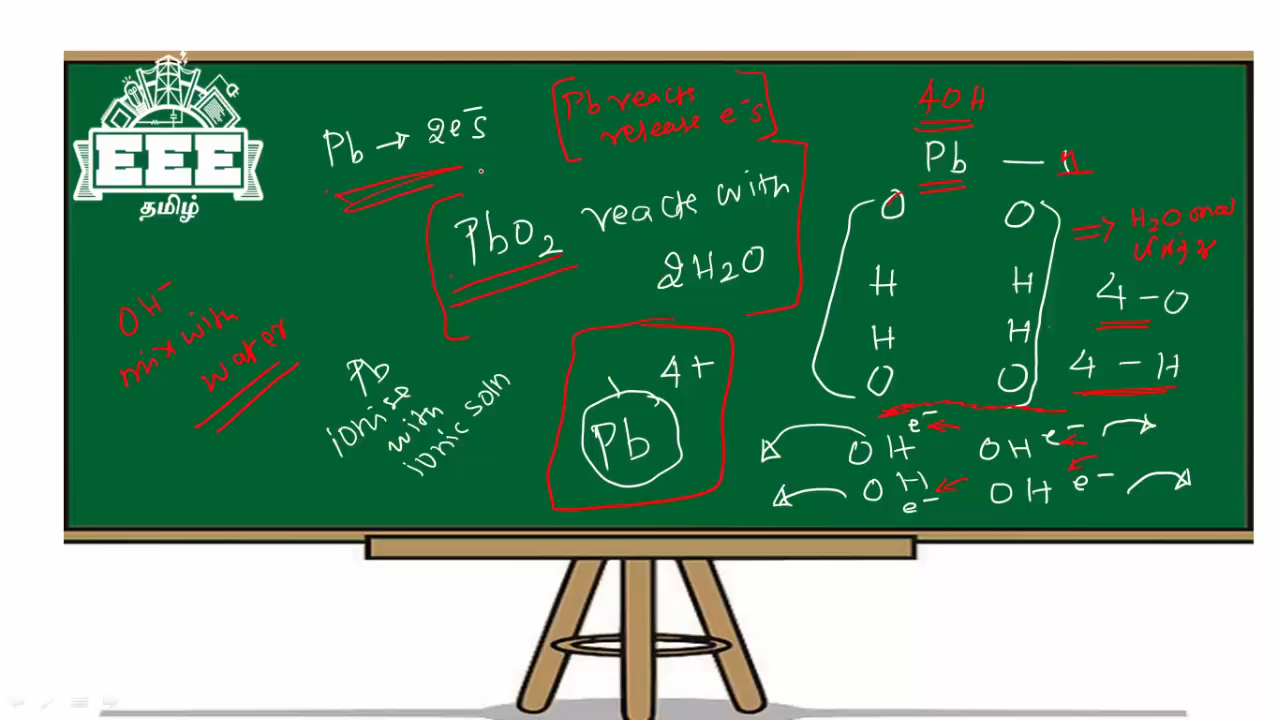 EEE
தமிழ்
Pb → 2e⁻s
[Pb reacts
release e⁻s]
PbO₂ reacts with
2H₂O
OH⁻
mix with
water
Pb
ionise
with
ionic soln
4+
Pb
4OH
Pb —
O O
H H
H H
O O
⇒ H₂O
4 - O
4 - H
OH e⁻ OH e⁻
OH e⁻ OH e⁻